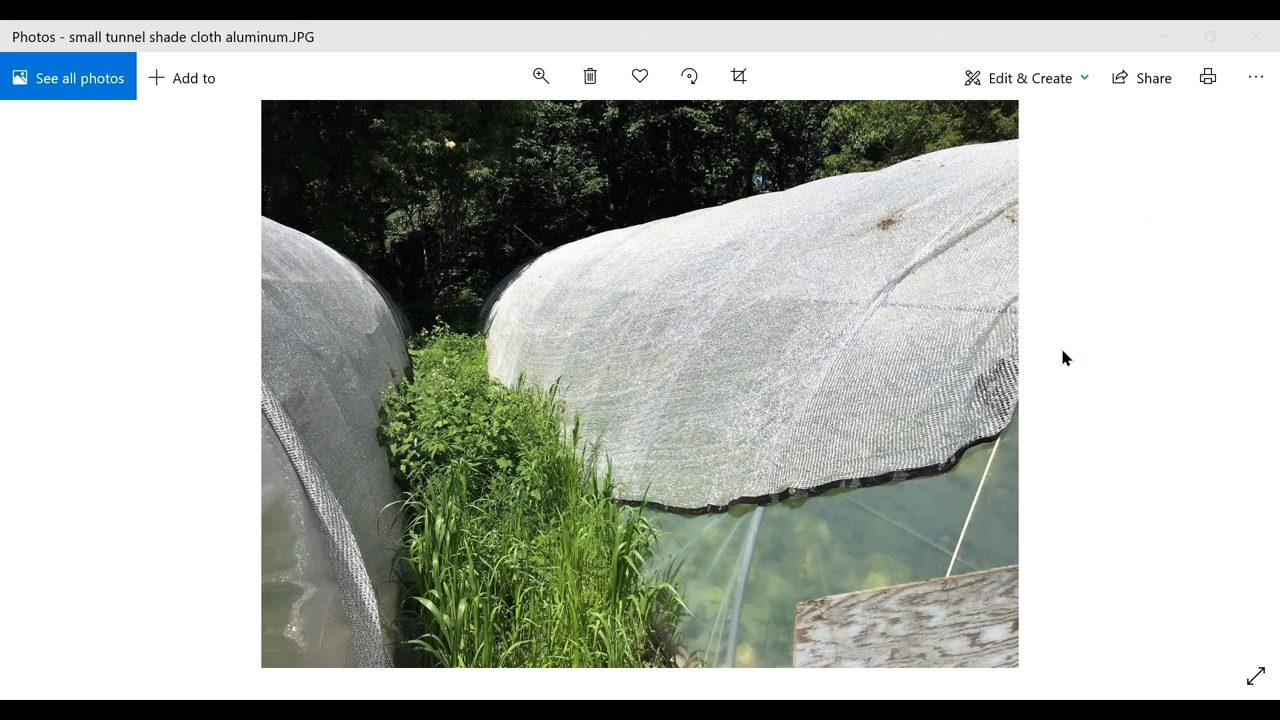 Photos - small tunnel shade cloth aluminum.JPG
See all photos
Add to
Edit & Create
Share